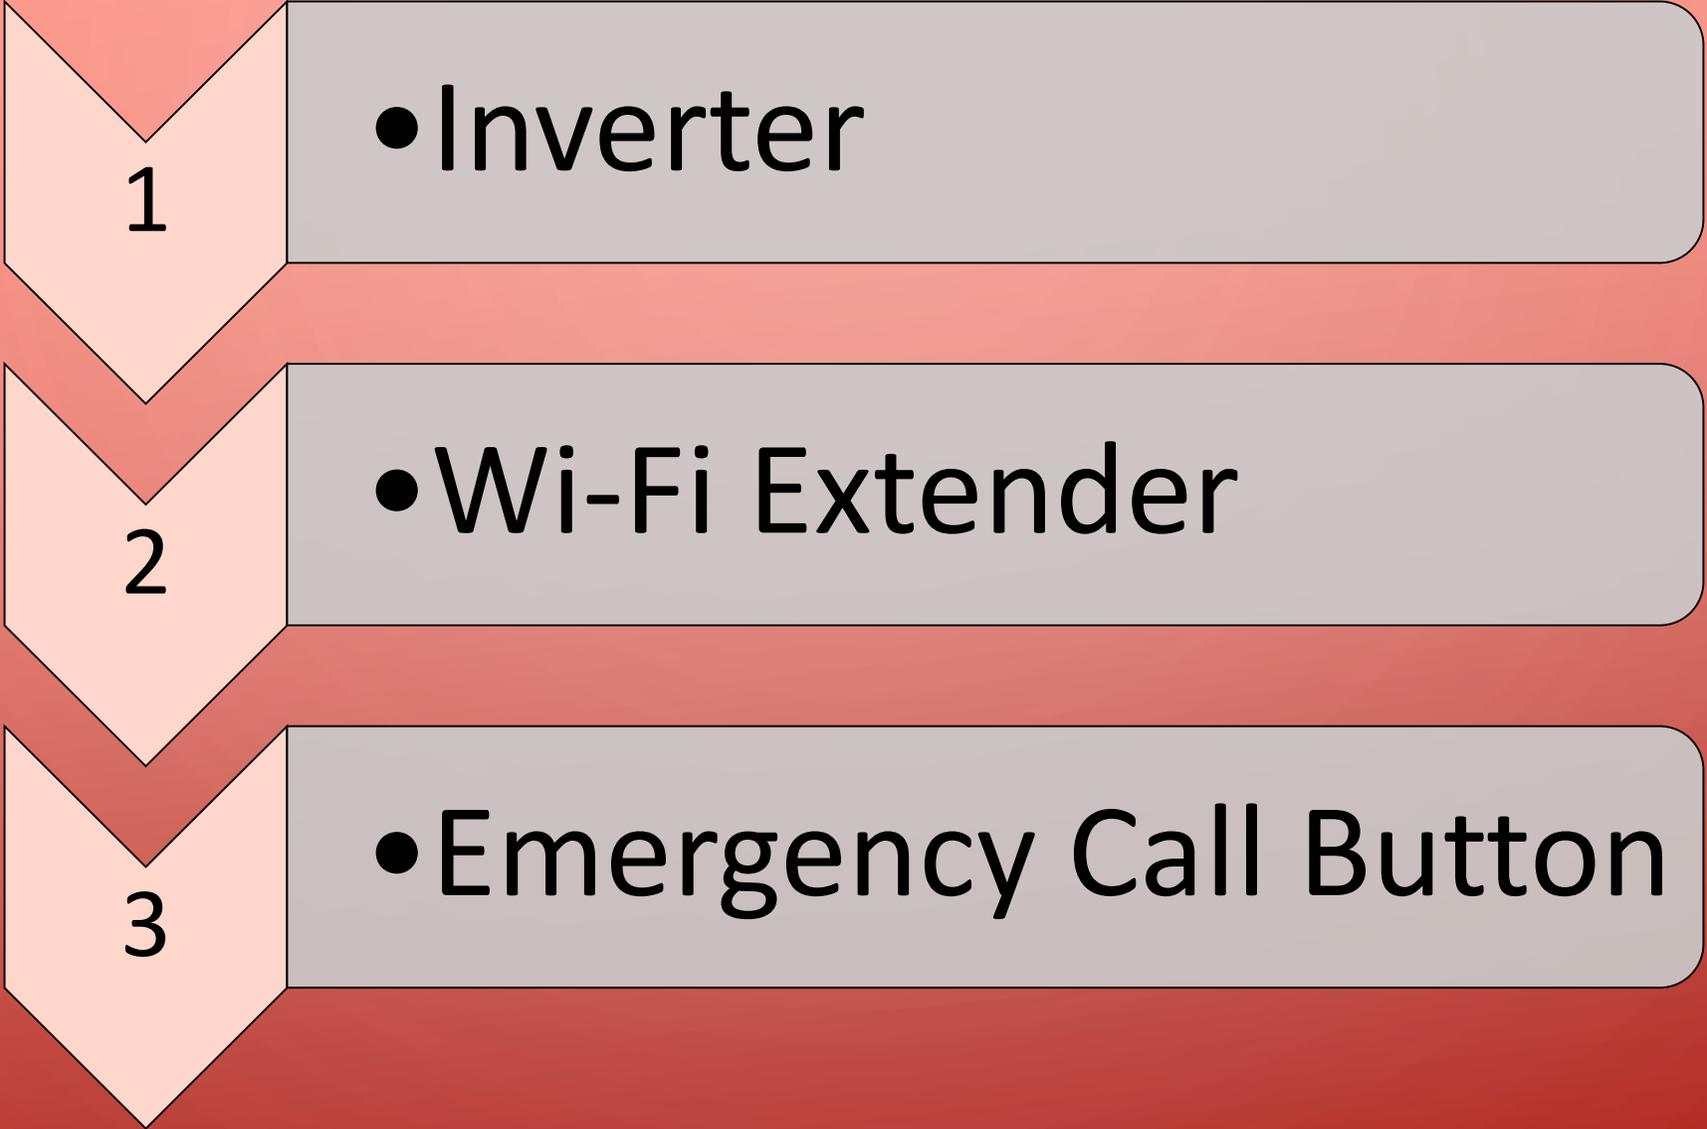 1
•Inverter
2
•Wi-Fi Extender
3
•Emergency Call Button